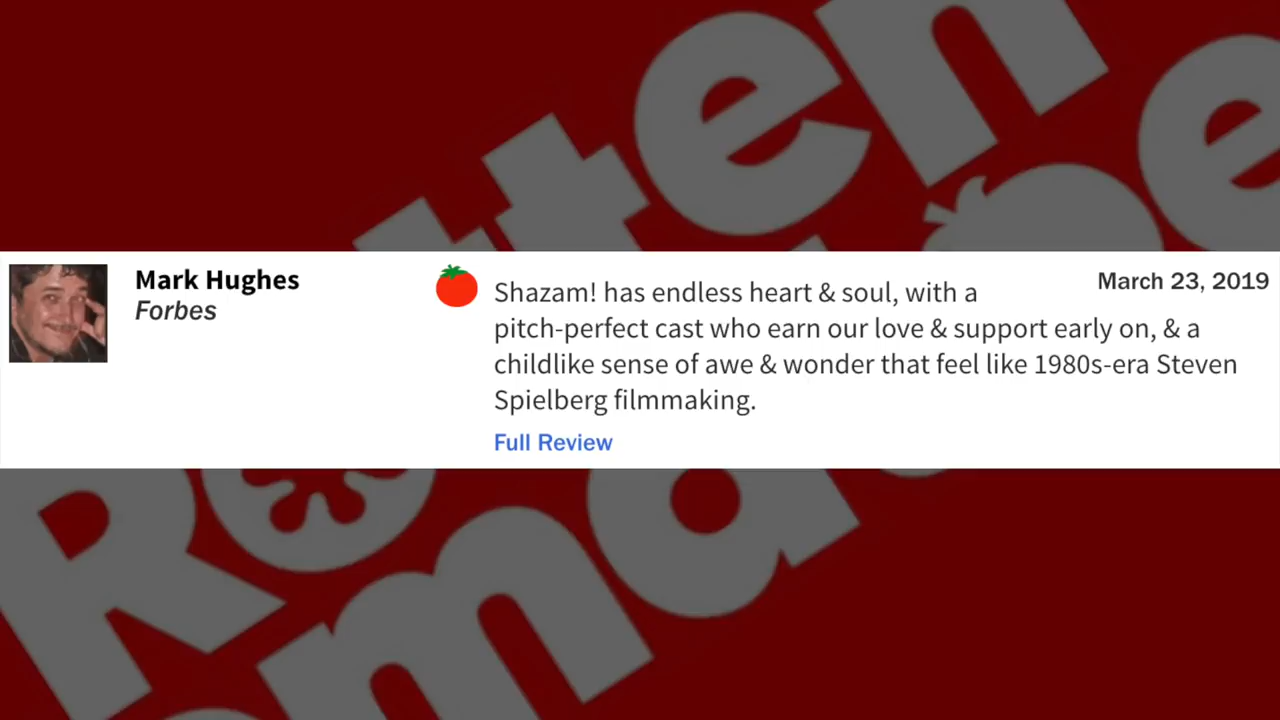 Rotten
Mark Hughes
Forbes
March 23, 2019
Shazam! has endless heart & soul, with a
pitch-perfect cast who earn our love & support early on, & a
childlike sense of awe & wonder that feel like 1980s-era Steven
Spielberg filmmaking.
Full Review